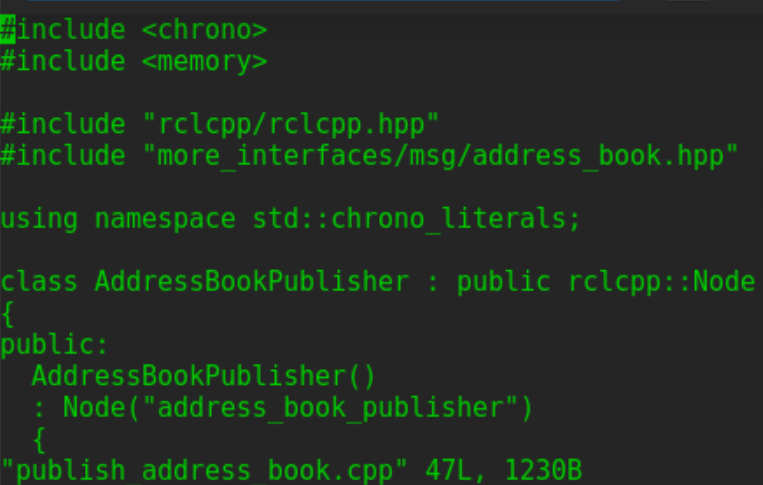 #include <chrono>
#include <memory>
#include "rclcpp/rclcpp.hpp"
#include "more_interfaces/msg/address_book.hpp"
using namespace std::chrono_literals;
class AddressBookPublisher : public rclcpp::Node
{
public:
  AddressBookPublisher()
  : Node("address_book_publisher")
  {
"publish_address_book.cpp" 47L, 1230B